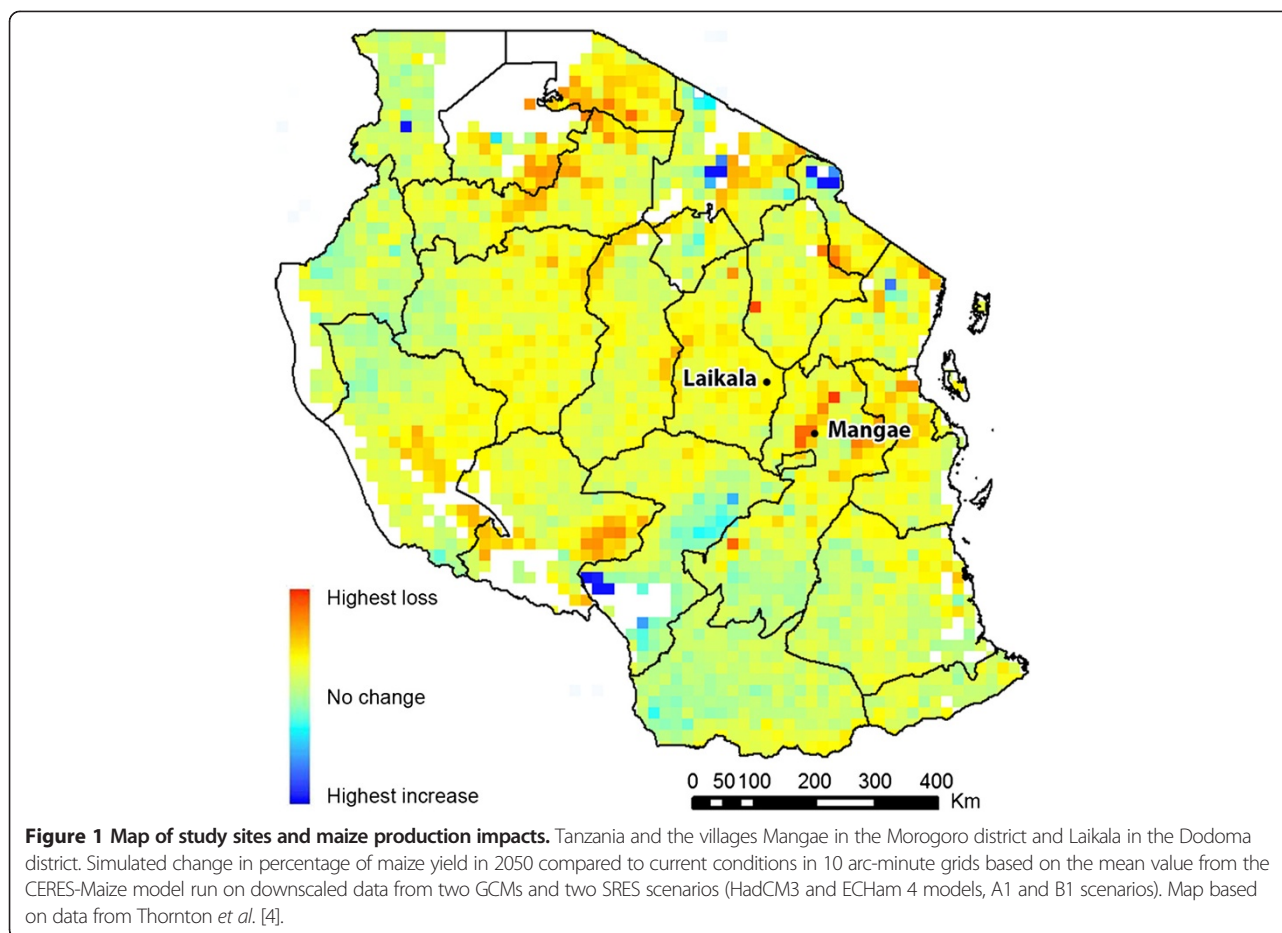 Laikala
Mangae
Highest loss
No change
Highest increase
0 50 100 200 300 400
Km
Figure 1 Map of study sites and maize production impacts. Tanzania and the villages Mangae in the Morogoro district and Laikala in the Dodoma
district. Simulated change in percentage of maize yield in 2050 compared to current conditions in 10 arc-minute grids based on the mean value from the
CERES-Maize model run on downscaled data from two GCMs and two SRES scenarios (HadCM3 and ECHam 4 models, A1 and B1 scenarios). Map based
on data from Thornton et al. [4].